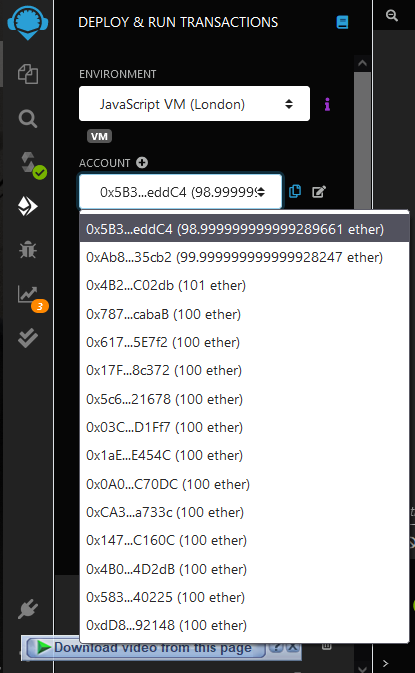 DEPLOY & RUN TRANSACTIONS
ENVIRONMENT
JavaScript VM (London)
i
VM
ACCOUNT
0x5B3...eddC4 (98.99999
0x5B3...eddC4 (98.999999999999289661 ether)
0xAb8...35cb2 (99.999999999999928247 ether)
0x4B2...C02db (101 ether)
0x787...cabaB (100 ether)
0x617...5E7f2 (100 ether)
0x17F...8c372 (100 ether)
0x5c6...21678 (100 ether)
0x03C...D1Ff7 (100 ether)
0x1aE...E454C (100 ether)
0x0A0...C70DC (100 ether)
0xCA3...a733c (100 ether)
0x147...C160C (100 ether)
0x4B0...4D2dB (100 ether)
0x583...40225 (100 ether)
0xdD8...92148 (100 ether)
3
Download video from this page
? X